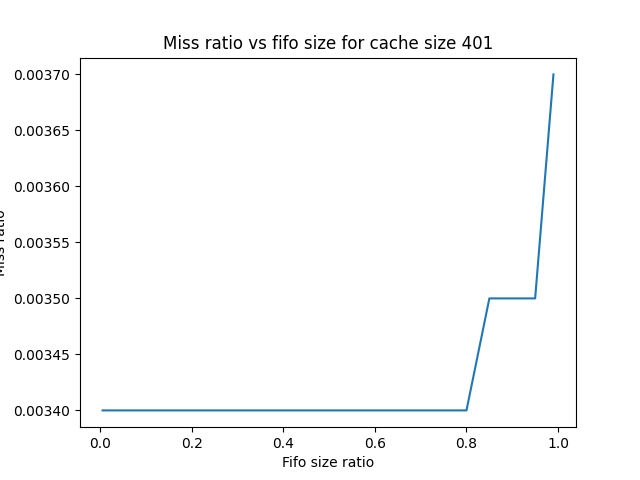 Miss ratio vs fifo size for cache size 401
0.00370
0.00365
0.00360
0.00355
0.00350
0.00345
0.00340
Miss ratio
0.0 0.2 0.4 0.6 0.8 1.0
Fifo size ratio